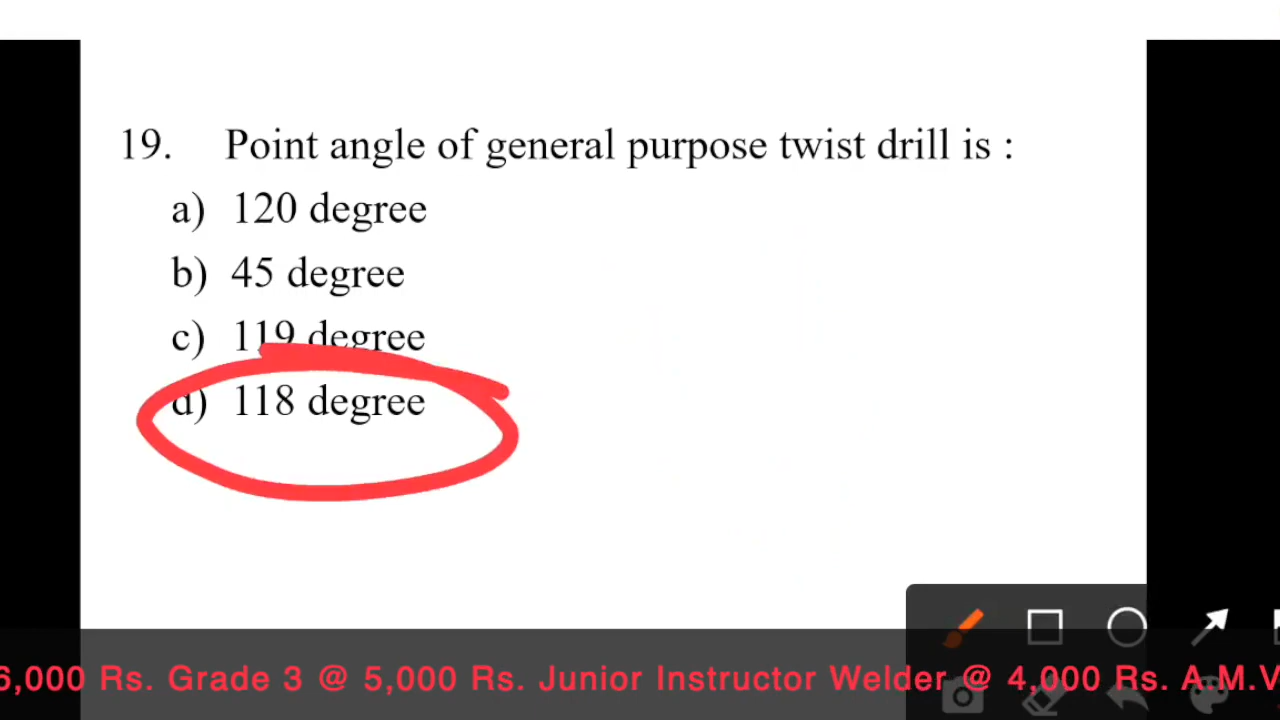 19. Point angle of general purpose twist drill is :
a) 120 degree
b) 45 degree
c) 119 degree
d) 118 degree
6,000 Rs. Grade 3 @ 5,000 Rs. Junior Instructor Welder @ 4,000 Rs. A.M.V